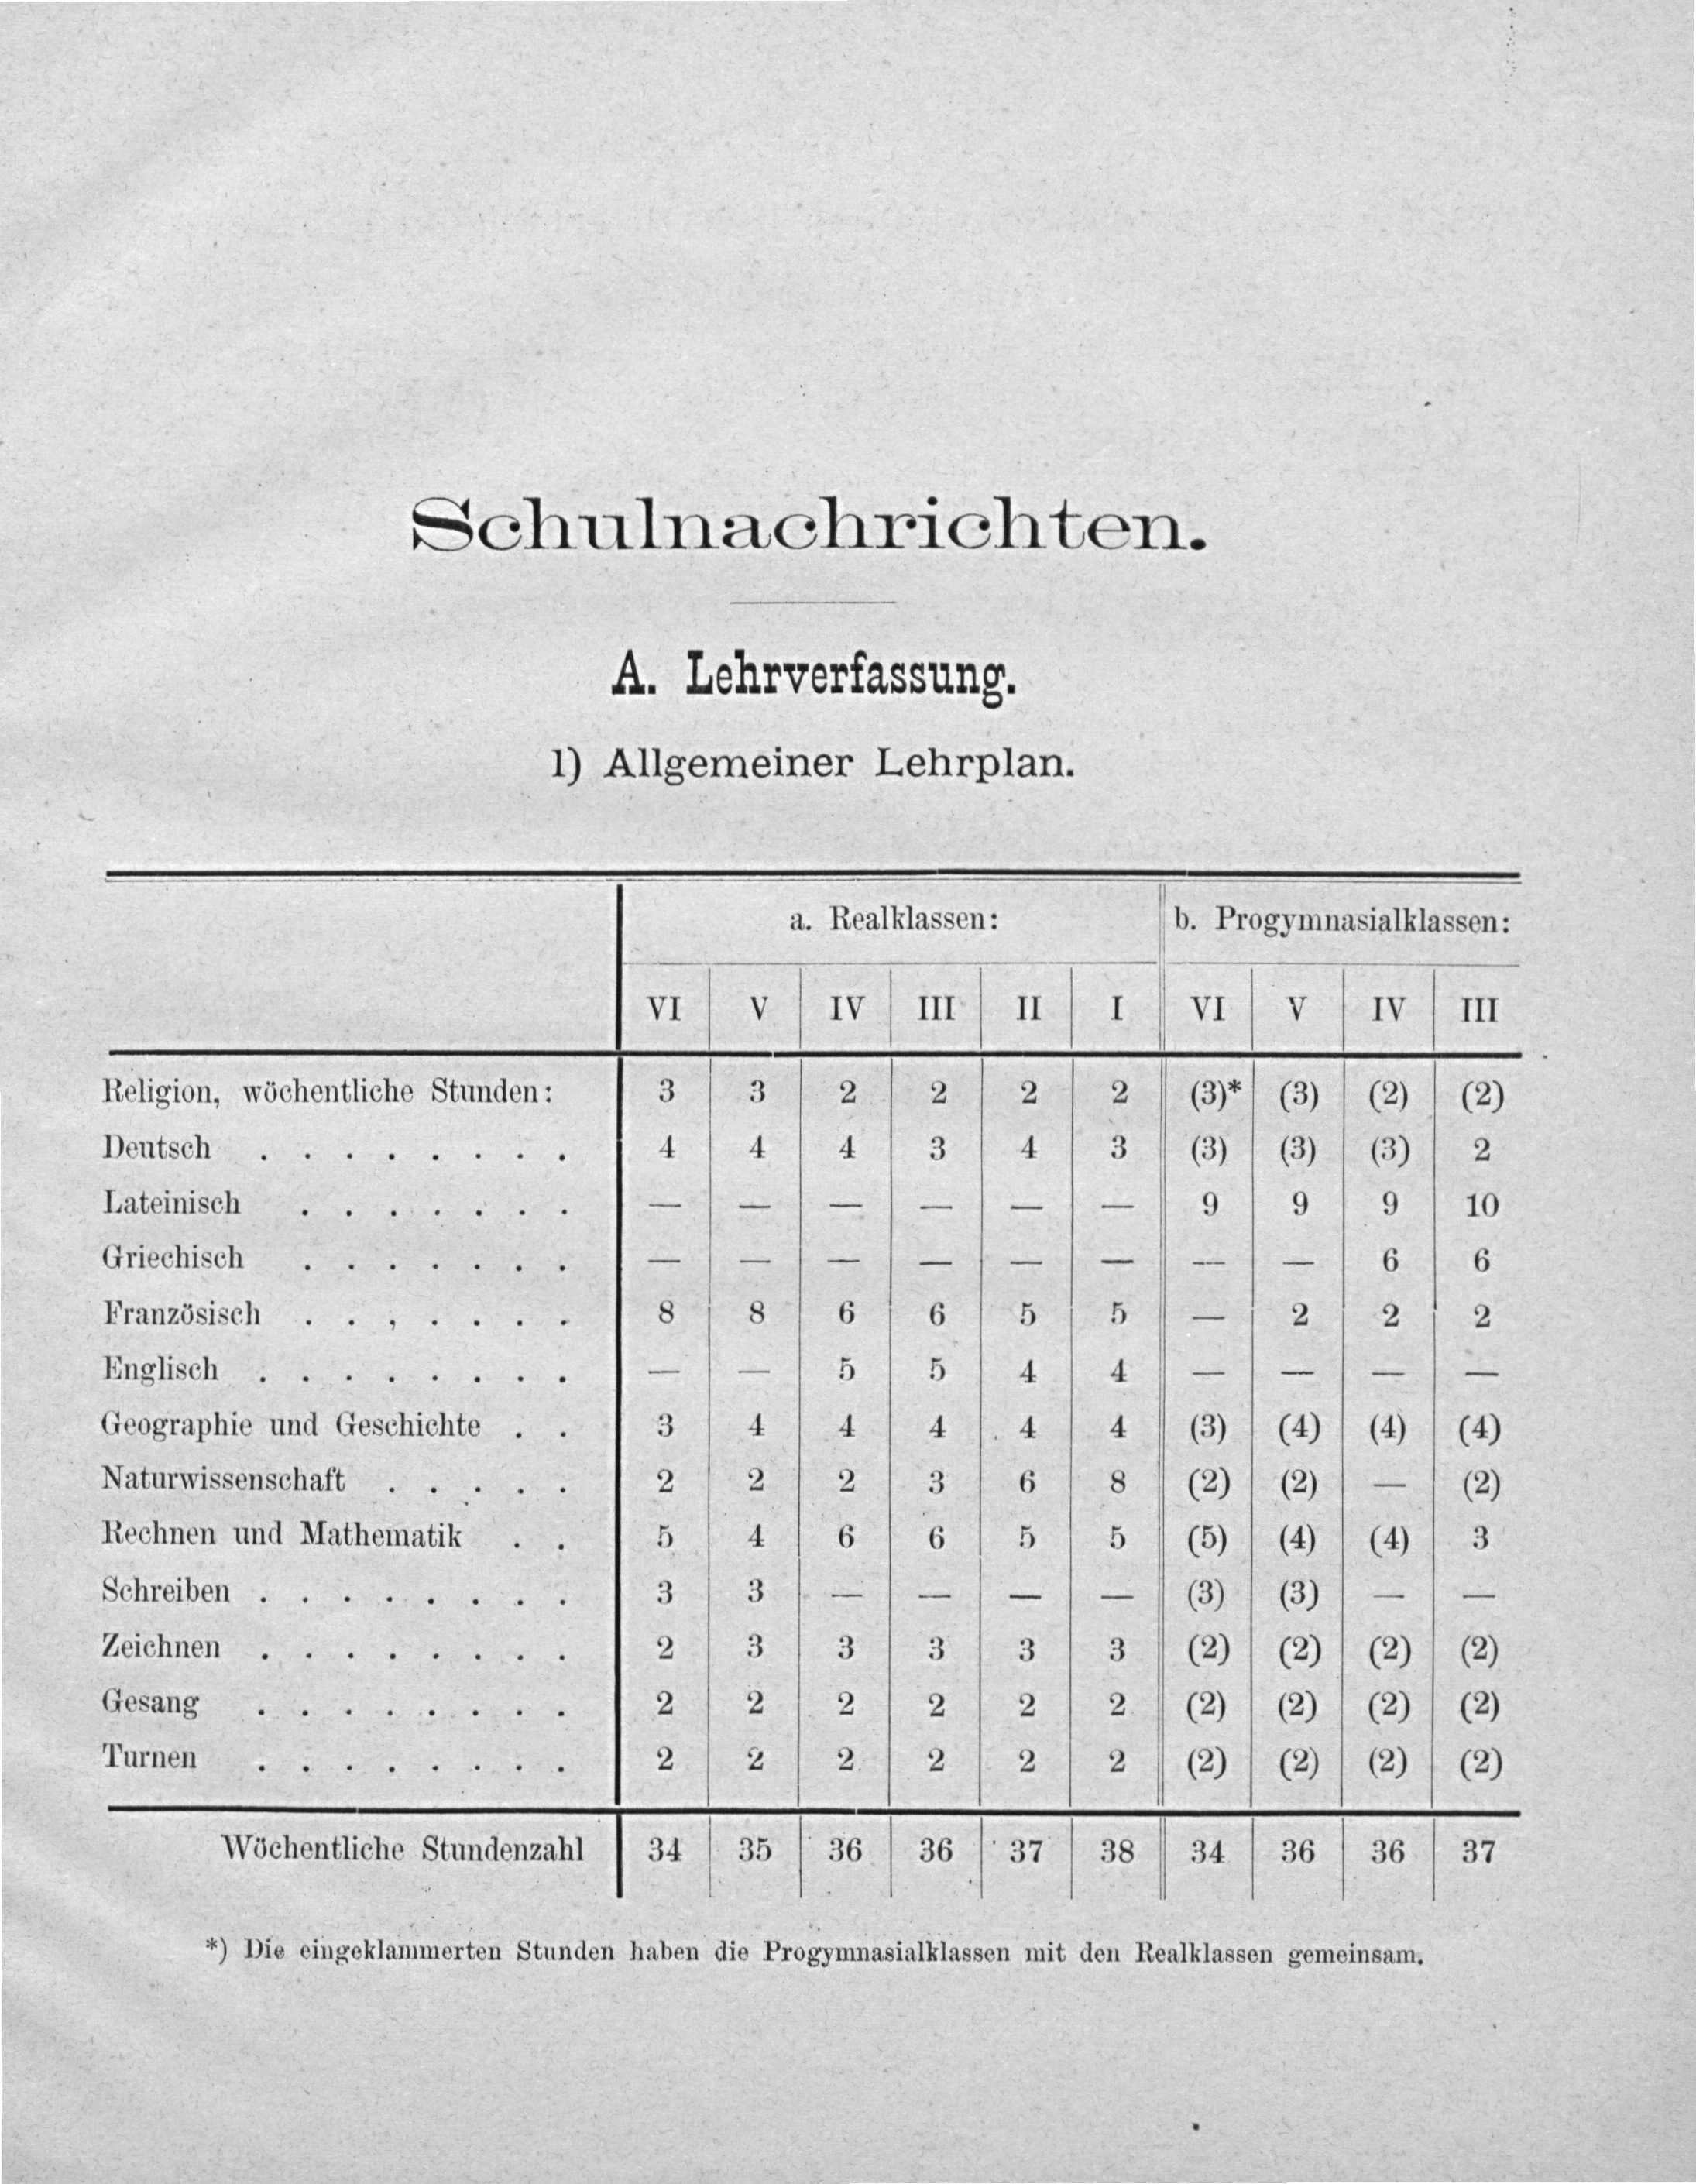 Schulnachrichten.
A. Lehrverfassung.
1) Allgemeiner Lehrplan.
a. Realklassen: b. Progymnasialklassen:
VI V IV III II I VI V IV III
Religion, wöchentliche Stunden: 3 3 2 2 2 2 (3)* (3) (2) (2)
Deutsch . . . . . . . . 4 4 4 3 4 3 (3) (3) (3) 2
Lateinisch . . . . . . . — — — — — — 9 9 9 10
Griechisch . . . . . . . — — — — — — — — 6 6
Französisch . . , . . . . 8 8 6 6 5 5 — 2 2 2
Englisch . . . . . . . . — — 5 5 4 4 — — — —
Geographie und Geschichte . . 3 4 4 4 4 4 (3) (4) (4) (4)
Naturwissenschaft . . . . . 2 2 2 3 6 8 (2) (2) — (2)
Rechnen und Mathematik . . 5 4 6 6 5 5 (5) (4) (4) 3
Schreiben . . . . . . . . 3 3 — — — — (3) (3) — —
Zeichnen . . . . . . . . 2 3 3 3 3 3 (2) (2) (2) (2)
Gesang . . . . . . . . 2 2 2 2 2 2 (2) (2) (2) (2)
Turnen . . . . . . . . 2 2 2 2 2 2 (2) (2) (2) (2)
Wöchentliche Stundenzahl 34 35 36 36 37 38 34 36 36 37
*) Die eingeklammerten Stunden haben die Progymnasialklassen mit den Realklassen gemeinsam.